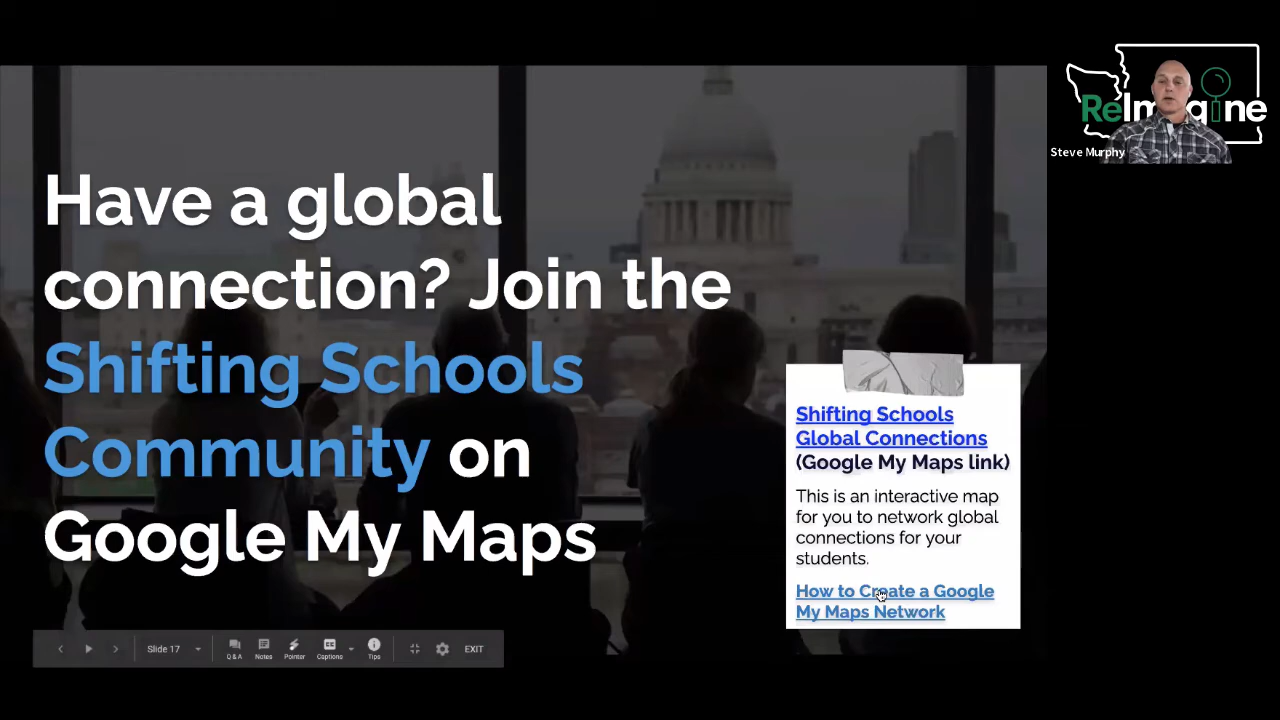 Have a global
connection? Join the
Shifting Schools
Community on
Google My Maps
Shifting Schools
Global Connections
(Google My Maps link)
This is an interactive map
for you to network global
connections for your
students.
How to Create a Google
My Maps Network
Slide 17
Q & A
Notes
Pointer
Captions
Tips
EXIT
Steve Murphy